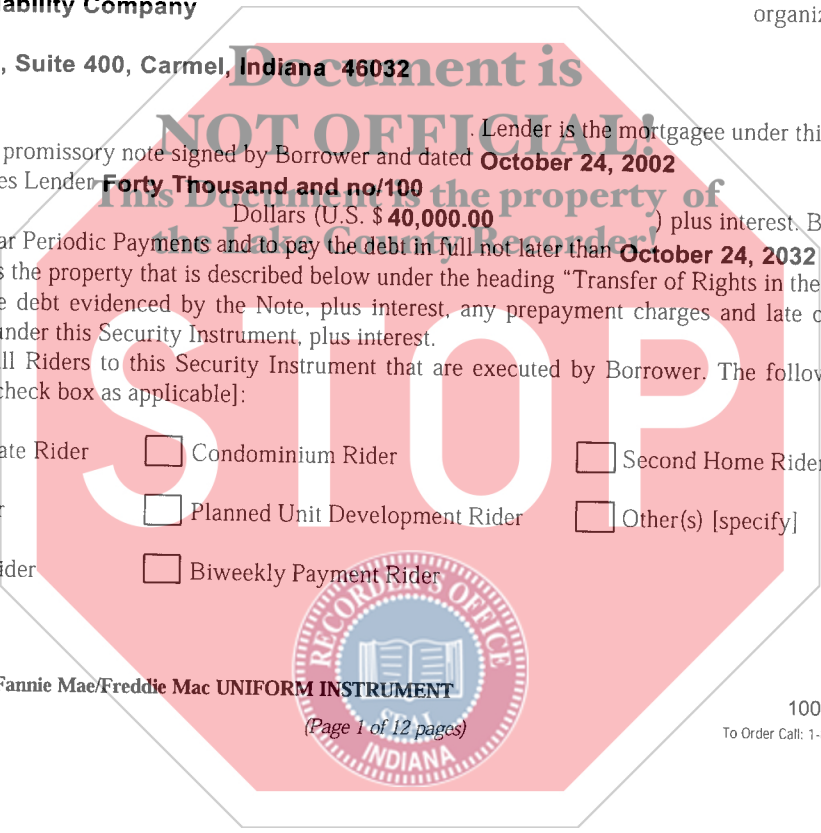 ability Company
organiz
, Suite 400, Carmel, Indiana 46032
Document is
NOT OFFICIAL!
. Lender is the mortgagee under thi
promissory note signed by Borrower and dated October 24, 2002
es Lender Forty Thousand and no/100
This Document is the property of
Dollars (U.S. $ 40,000.00 ) plus interest. B
the Lake County Recorder!
ar Periodic Payments and to pay the debt in full not later than October 24, 2032
s the property that is described below under the heading “Transfer of Rights in the
e debt evidenced by the Note, plus interest, any prepayment charges and late c
under this Security Instrument, plus interest.
ll Riders to this Security Instrument that are executed by Borrower. The follow
check box as applicable]:
STOP
ate Rider Condominium Rider Second Home Rider
r Planned Unit Development Rider Other(s) [specify]
ider Biweekly Payment Rider
RECORDER'S OFFICE
SEAL
INDIANA
Fannie Mae/Freddie Mac UNIFORM INSTRUMENT
(Page 1 of 12 pages)
100
To Order Call: 1-